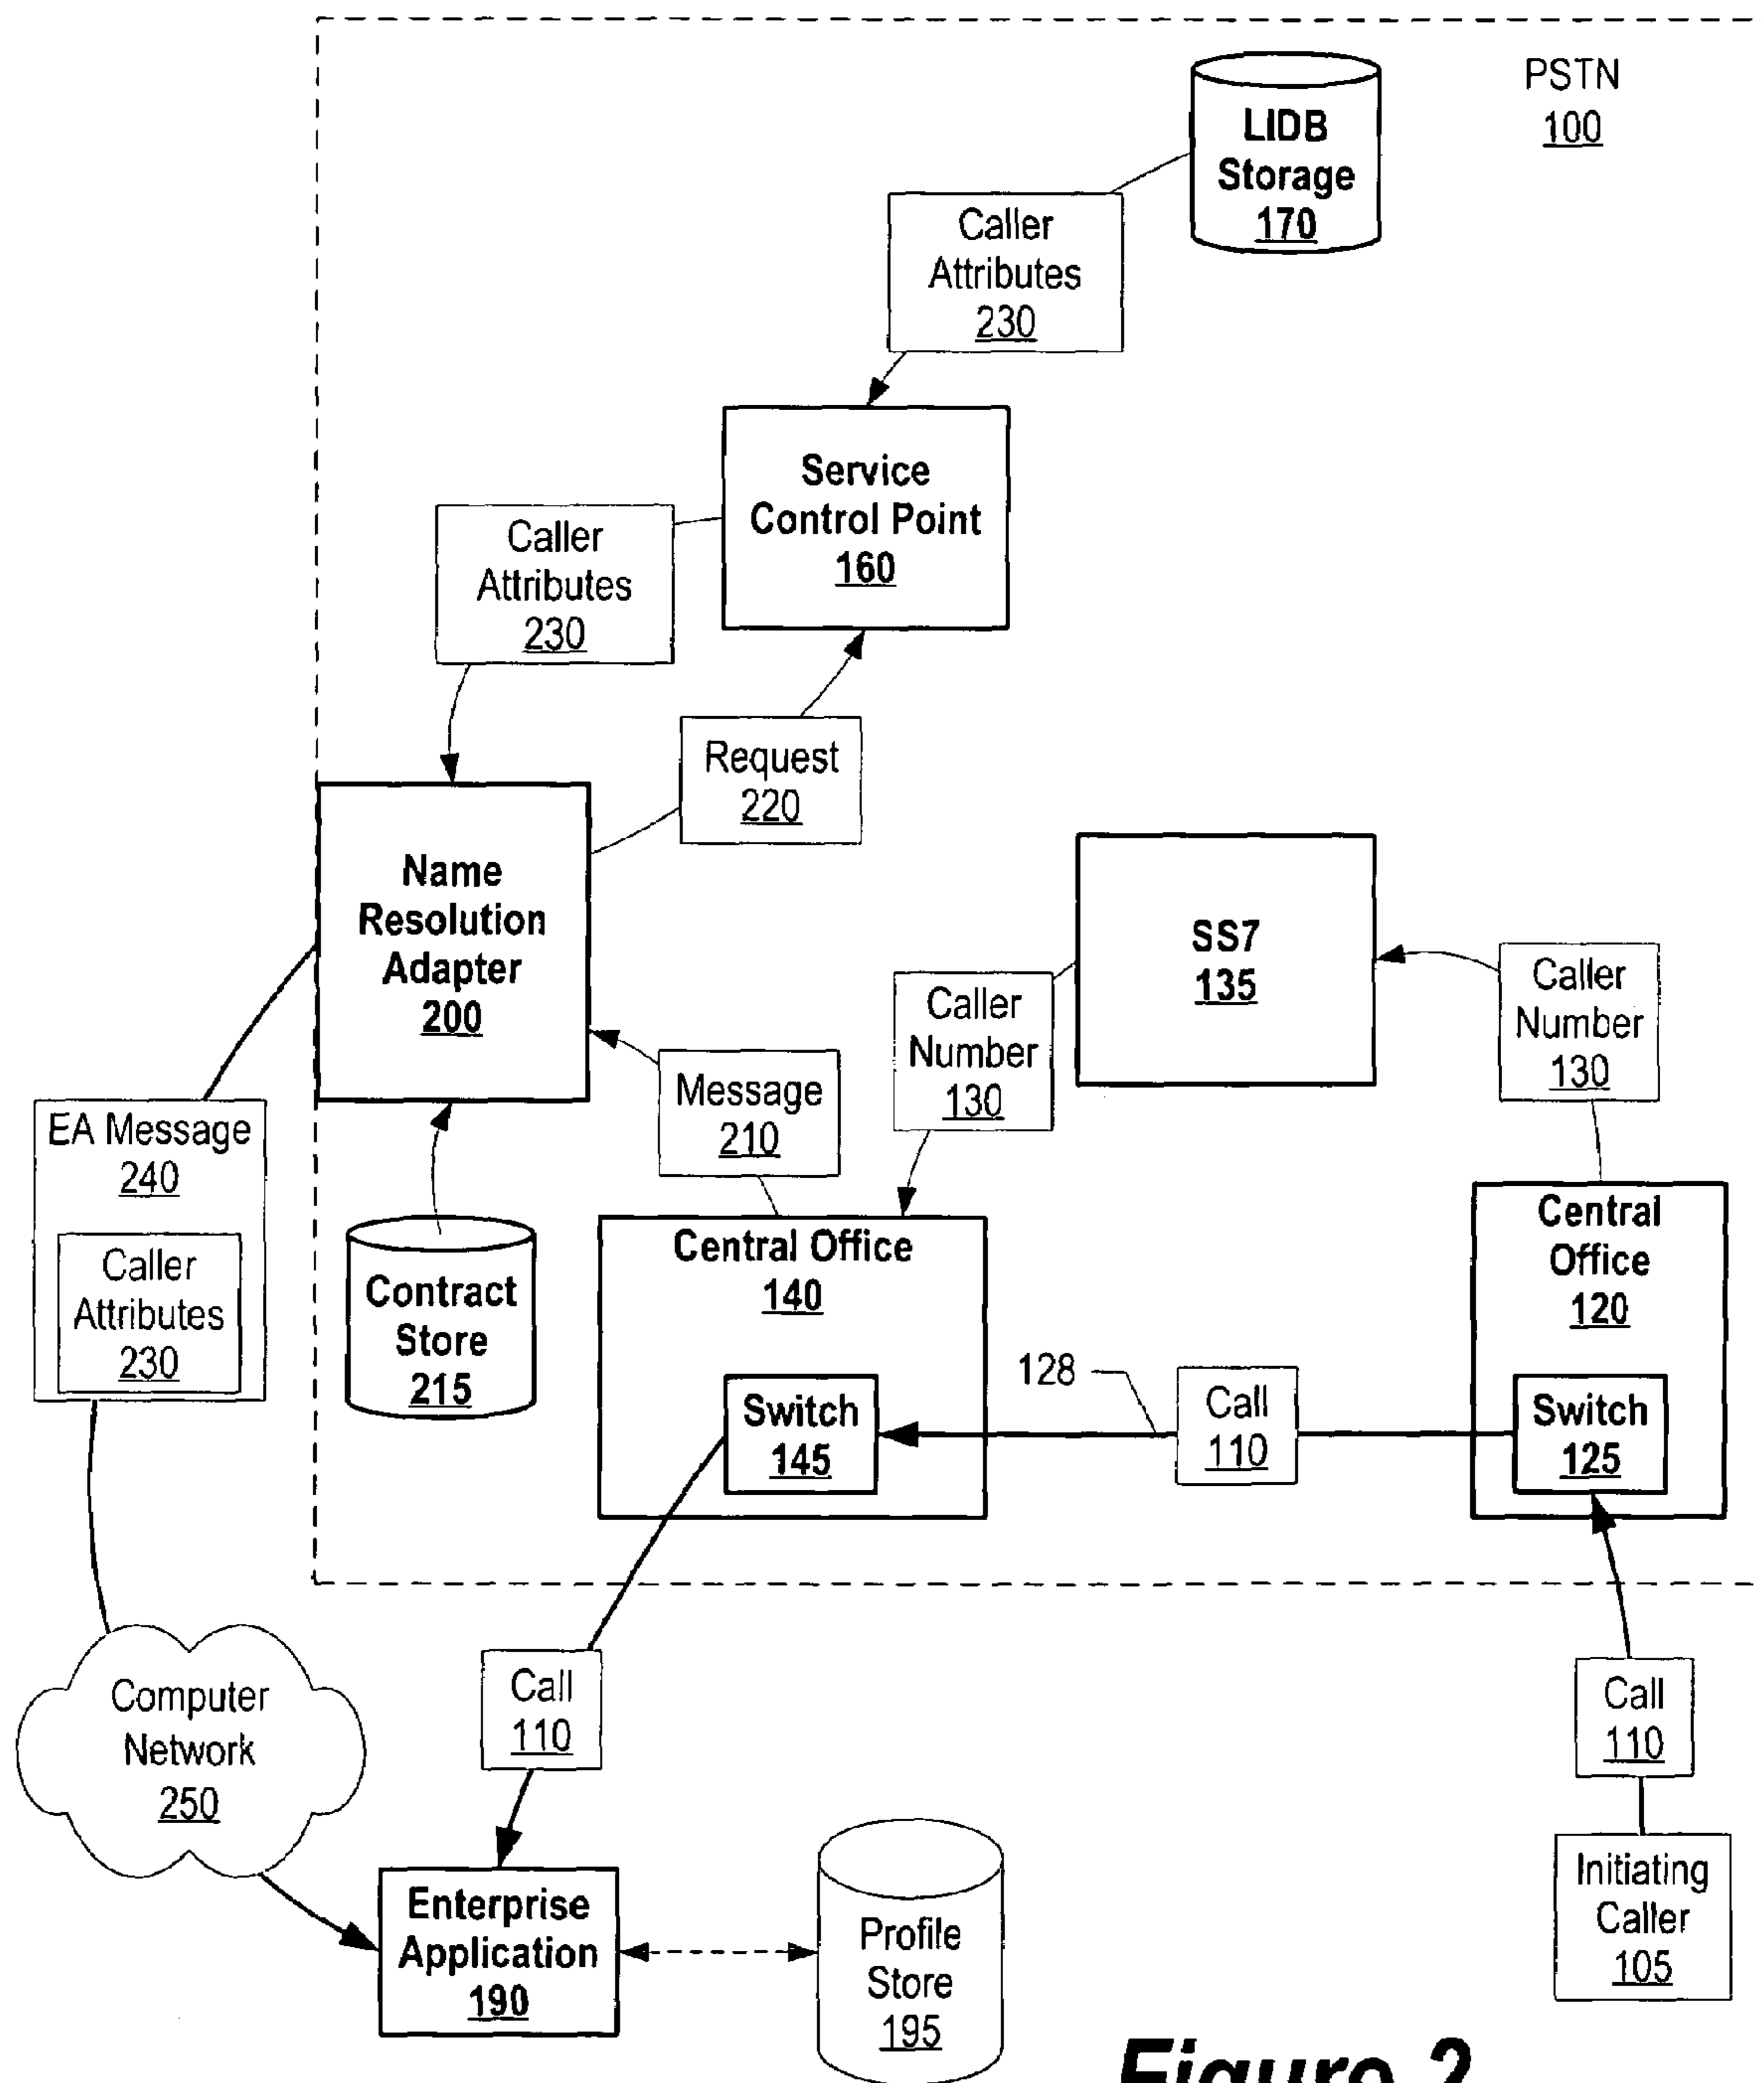 PSTN
100
LIDB
Storage
170
Caller
Attributes
230
Service
Control Point
160
Caller
Attributes
230
Request
220
Name
Resolution
Adapter
200
SS7
135
Caller
Number
130
Caller
Number
130
Message
210
EA Message
240
Caller
Attributes
230
Contract
Store
215
Central Office
140
Switch
145
128
Call
110
Central
Office
120
Switch
125
Computer
Network
250
Call
110
Call
110
Enterprise
Application
190
Profile
Store
195
Initiating
Caller
105
Figure 2